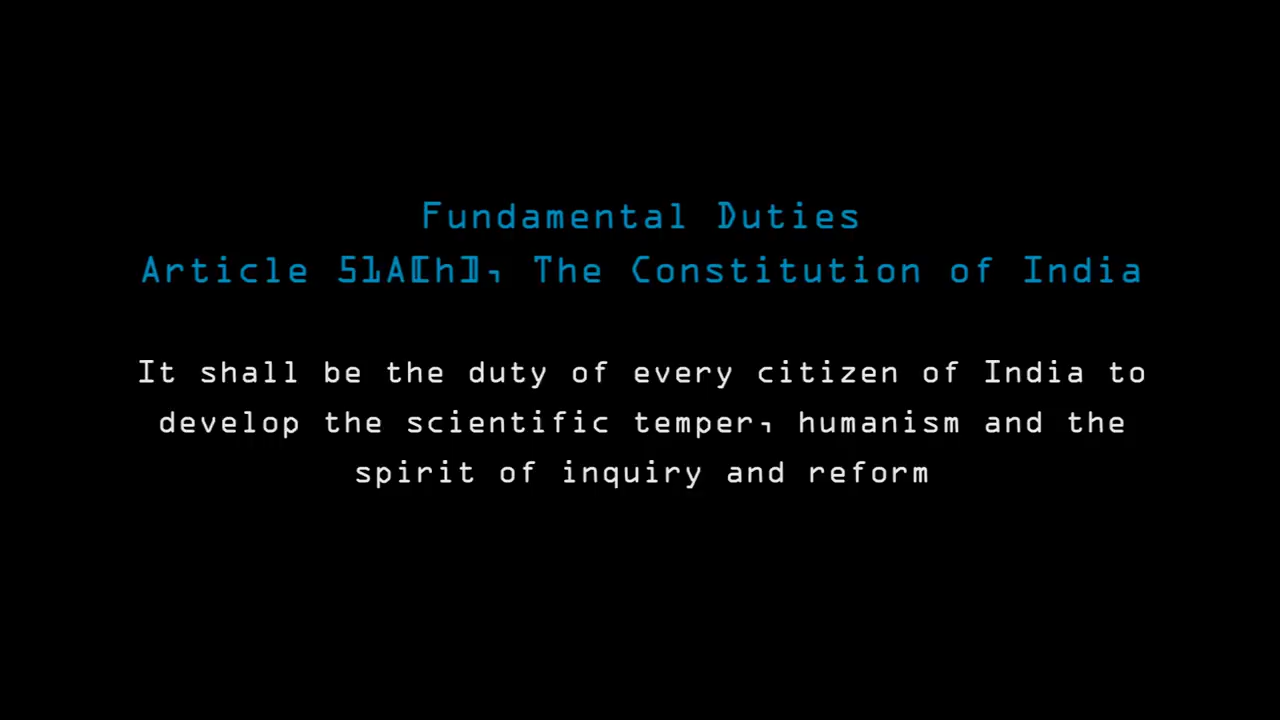 Fundamental Duties
Article 51A[h], The Constitution of India
It shall be the duty of every citizen of India to
develop the scientific temper, humanism and the
spirit of inquiry and reform